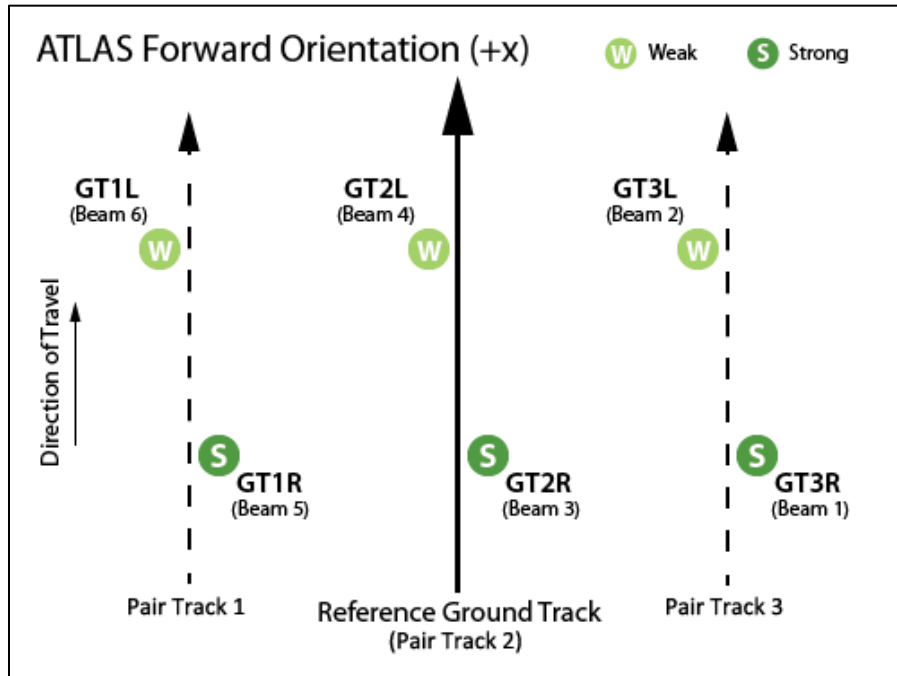 ATLAS Forward Orientation (+x)
W Weak
S Strong
GT1L
(Beam 6)
W
GT2L
(Beam 4)
W
GT3L
(Beam 2)
W
Direction of Travel
S
GT1R
(Beam 5)
S
GT2R
(Beam 3)
S
GT3R
(Beam 1)
Pair Track 1
Reference Ground Track
(Pair Track 2)
Pair Track 3